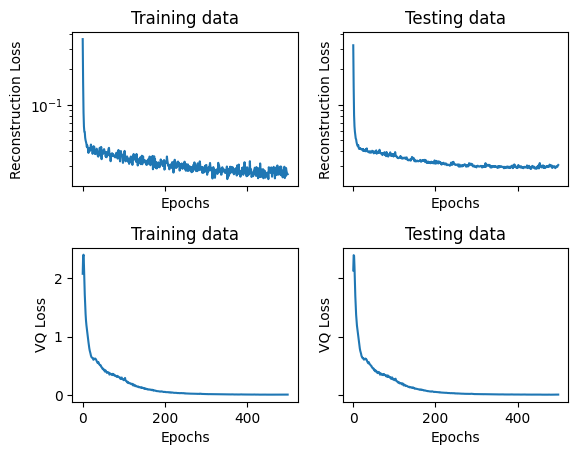 Training data
Testing data
Reconstruction Loss
10⁻¹
Epochs
Reconstruction Loss
Epochs
Training data
Testing data
VQ Loss
2
1
0
0
200
400
Epochs
VQ Loss
0
200
400
Epochs